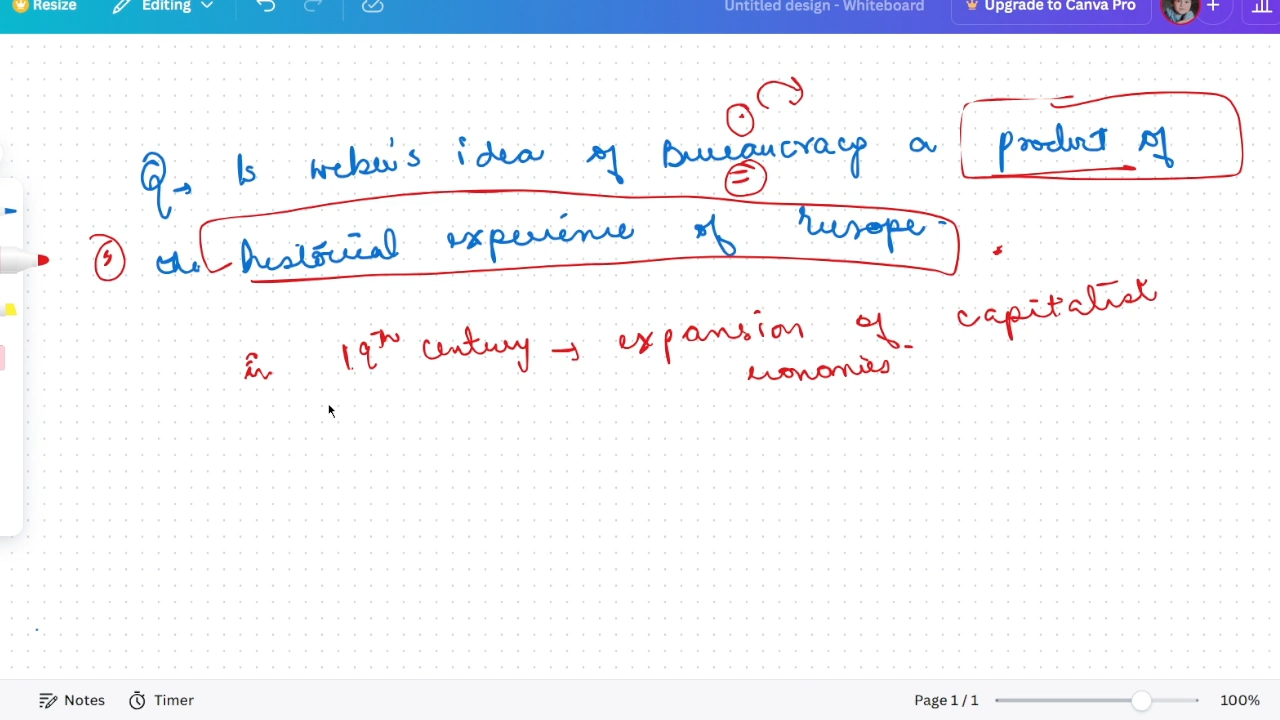 Resize Editing Untitled design - Whiteboard Upgrade to Canva Pro
Q→ Is weber's idea of Bureaucracy a product of
the historical experience of Europe.
in 19th century → expansion of capitalist
economies.
Notes Timer Page 1 / 1 100%